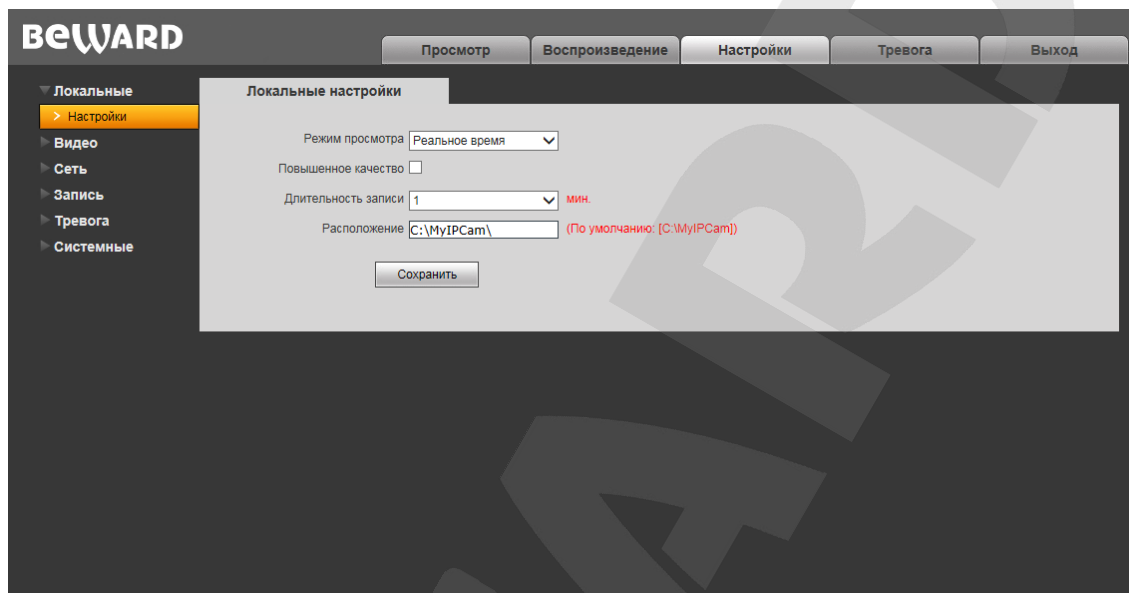 BEWARD
Просмотр Воспроизведение Настройки Тревога Выход
Локальные
> Настройки
Видео
Сеть
Запись
Тревога
Системные
Локальные настройки
Режим просмотра Реальное время
Повышенное качество
Длительность записи 1 мин.
Расположение C:\MyIPCam\ (По умолчанию: [C:\MyIPCam])
Сохранить